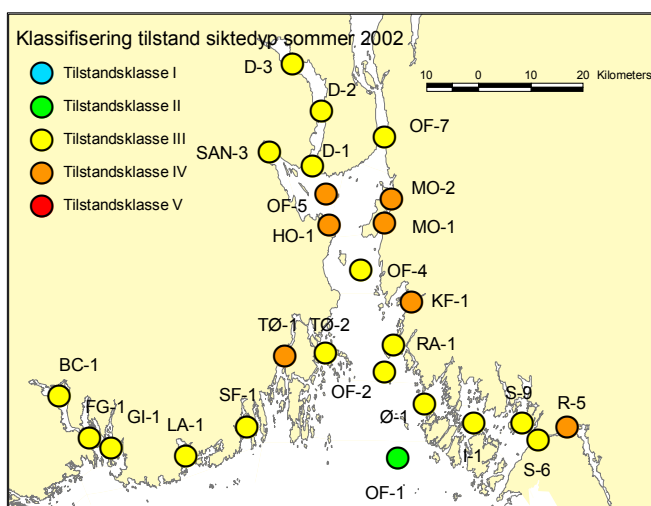 Klassifisering tilstand siktedyp sommer 2002
Tilstandsklasse I
Tilstandsklasse II
Tilstandsklasse III
Tilstandsklasse IV
Tilstandsklasse V
10 0 10 20 Kilometers
D-3
D-2
OF-7
SAN-3
D-1
OF-5
MO-2
HO-1
MO-1
OF-4
KF-1
TØ-1
TØ-2
RA-1
BC-1
OF-2
FG-1
GI-1
SF-1
LA-1
Ø-1
S-9
R-5
I-1
S-6
OF-1